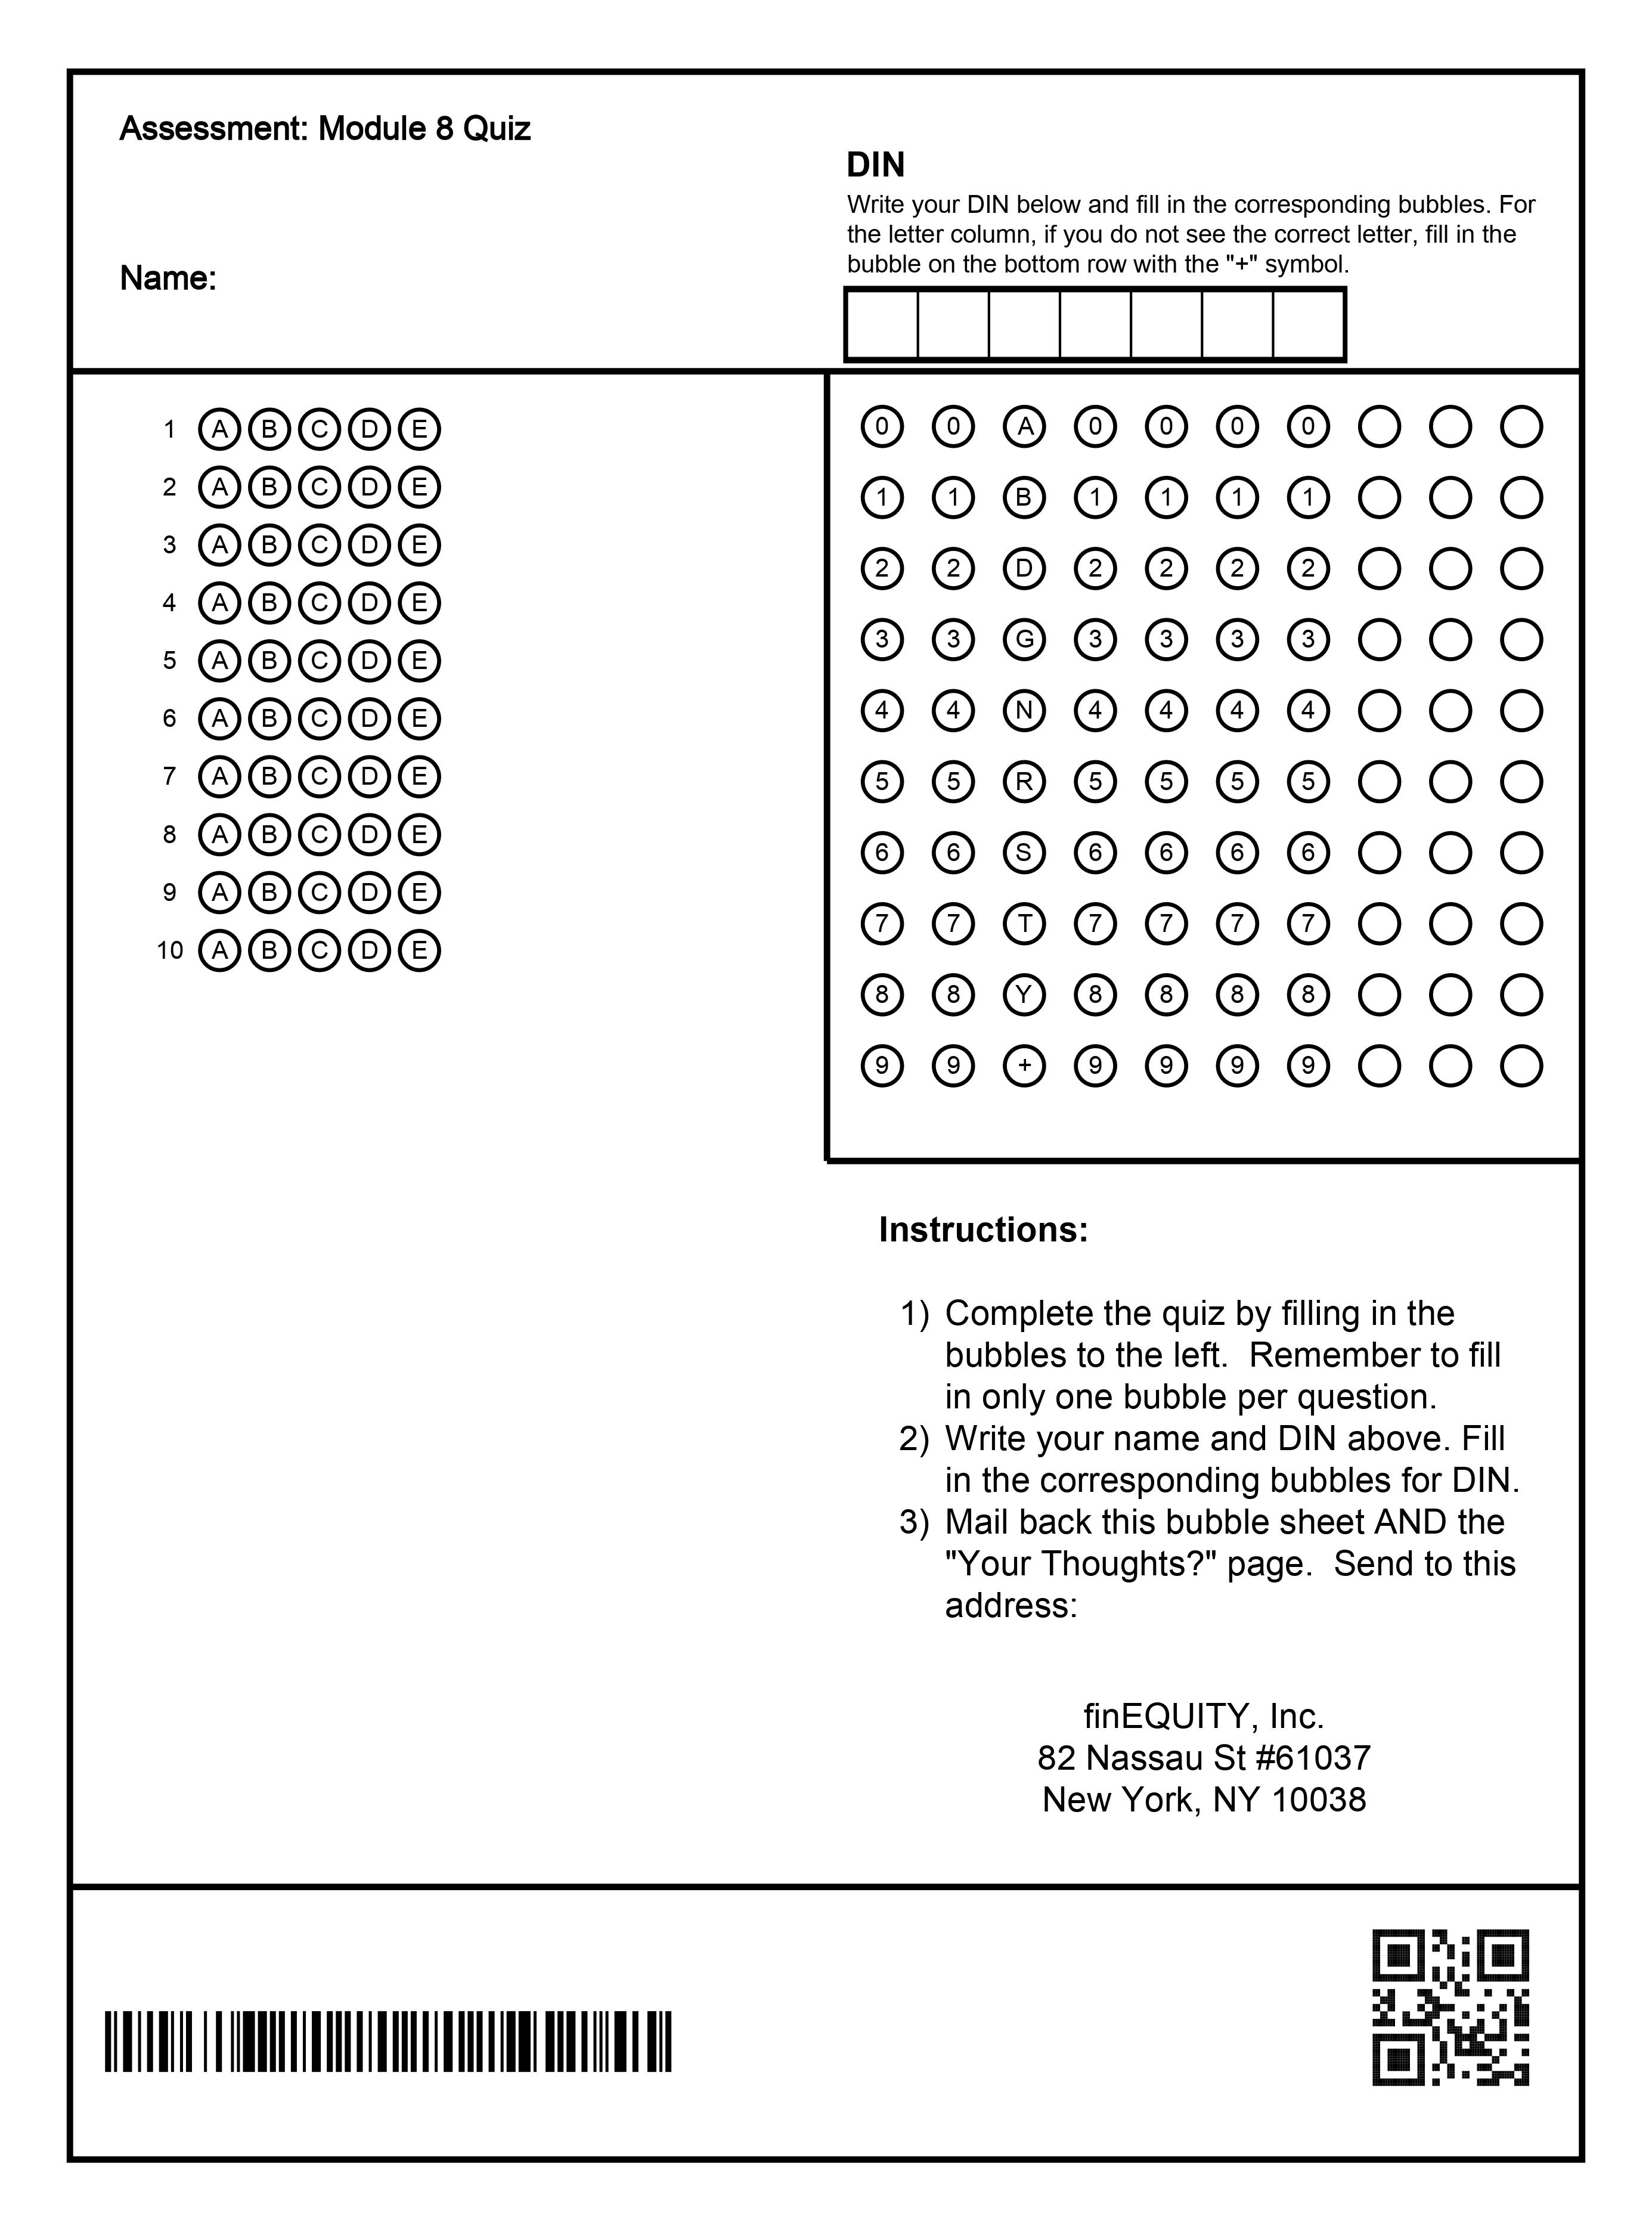 Assessment: Module 8 Quiz
Name:
DIN
Write your DIN below and fill in the corresponding bubbles. For
the letter column, if you do not see the correct letter, fill in the
bubble on the bottom row with the "+" symbol.
1 A B C D E
2 A B C D E
3 A B C D E
4 A B C D E
5 A B C D E
6 A B C D E
7 A B C D E
8 A B C D E
9 A B C D E
10 A B C D E
0 0 A 0 0 0 0
1 1 B 1 1 1 1
2 2 D 2 2 2 2
3 3 G 3 3 3 3
4 4 N 4 4 4 4
5 5 R 5 5 5 5
6 6 S 6 6 6 6
7 7 T 7 7 7 7
8 8 Y 8 8 8 8
9 9 + 9 9 9 9
Instructions:
1) Complete the quiz by filling in the
bubbles to the left.  Remember to fill
in only one bubble per question.
2) Write your name and DIN above. Fill
in the corresponding bubbles for DIN.
3) Mail back this bubble sheet AND the
"Your Thoughts?" page.  Send to this
address:
finEQUITY, Inc.
82 Nassau St #61037
New York, NY 10038